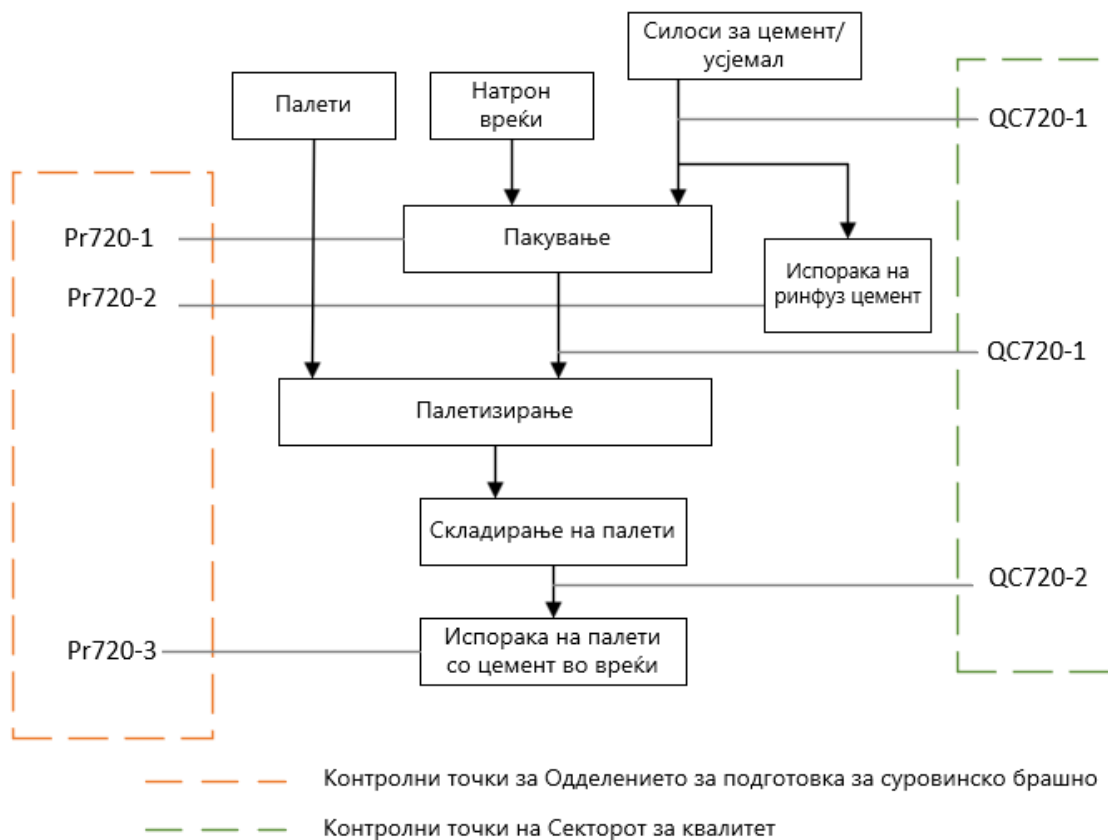 Силоси за цемент/
усјемал
Палети
Натрон
вреќи
QC720-1
Pr720-1
Пакување
Pr720-2
Испорака на
ринфуз цемент
QC720-1
Палетизирање
Складирање на палети
QC720-2
Pr720-3
Испорака на палети
со цемент во вреќи
Контролни точки за Одделението за подготовка за суровинско брашно
Контролни точки на Секторот за квалитет